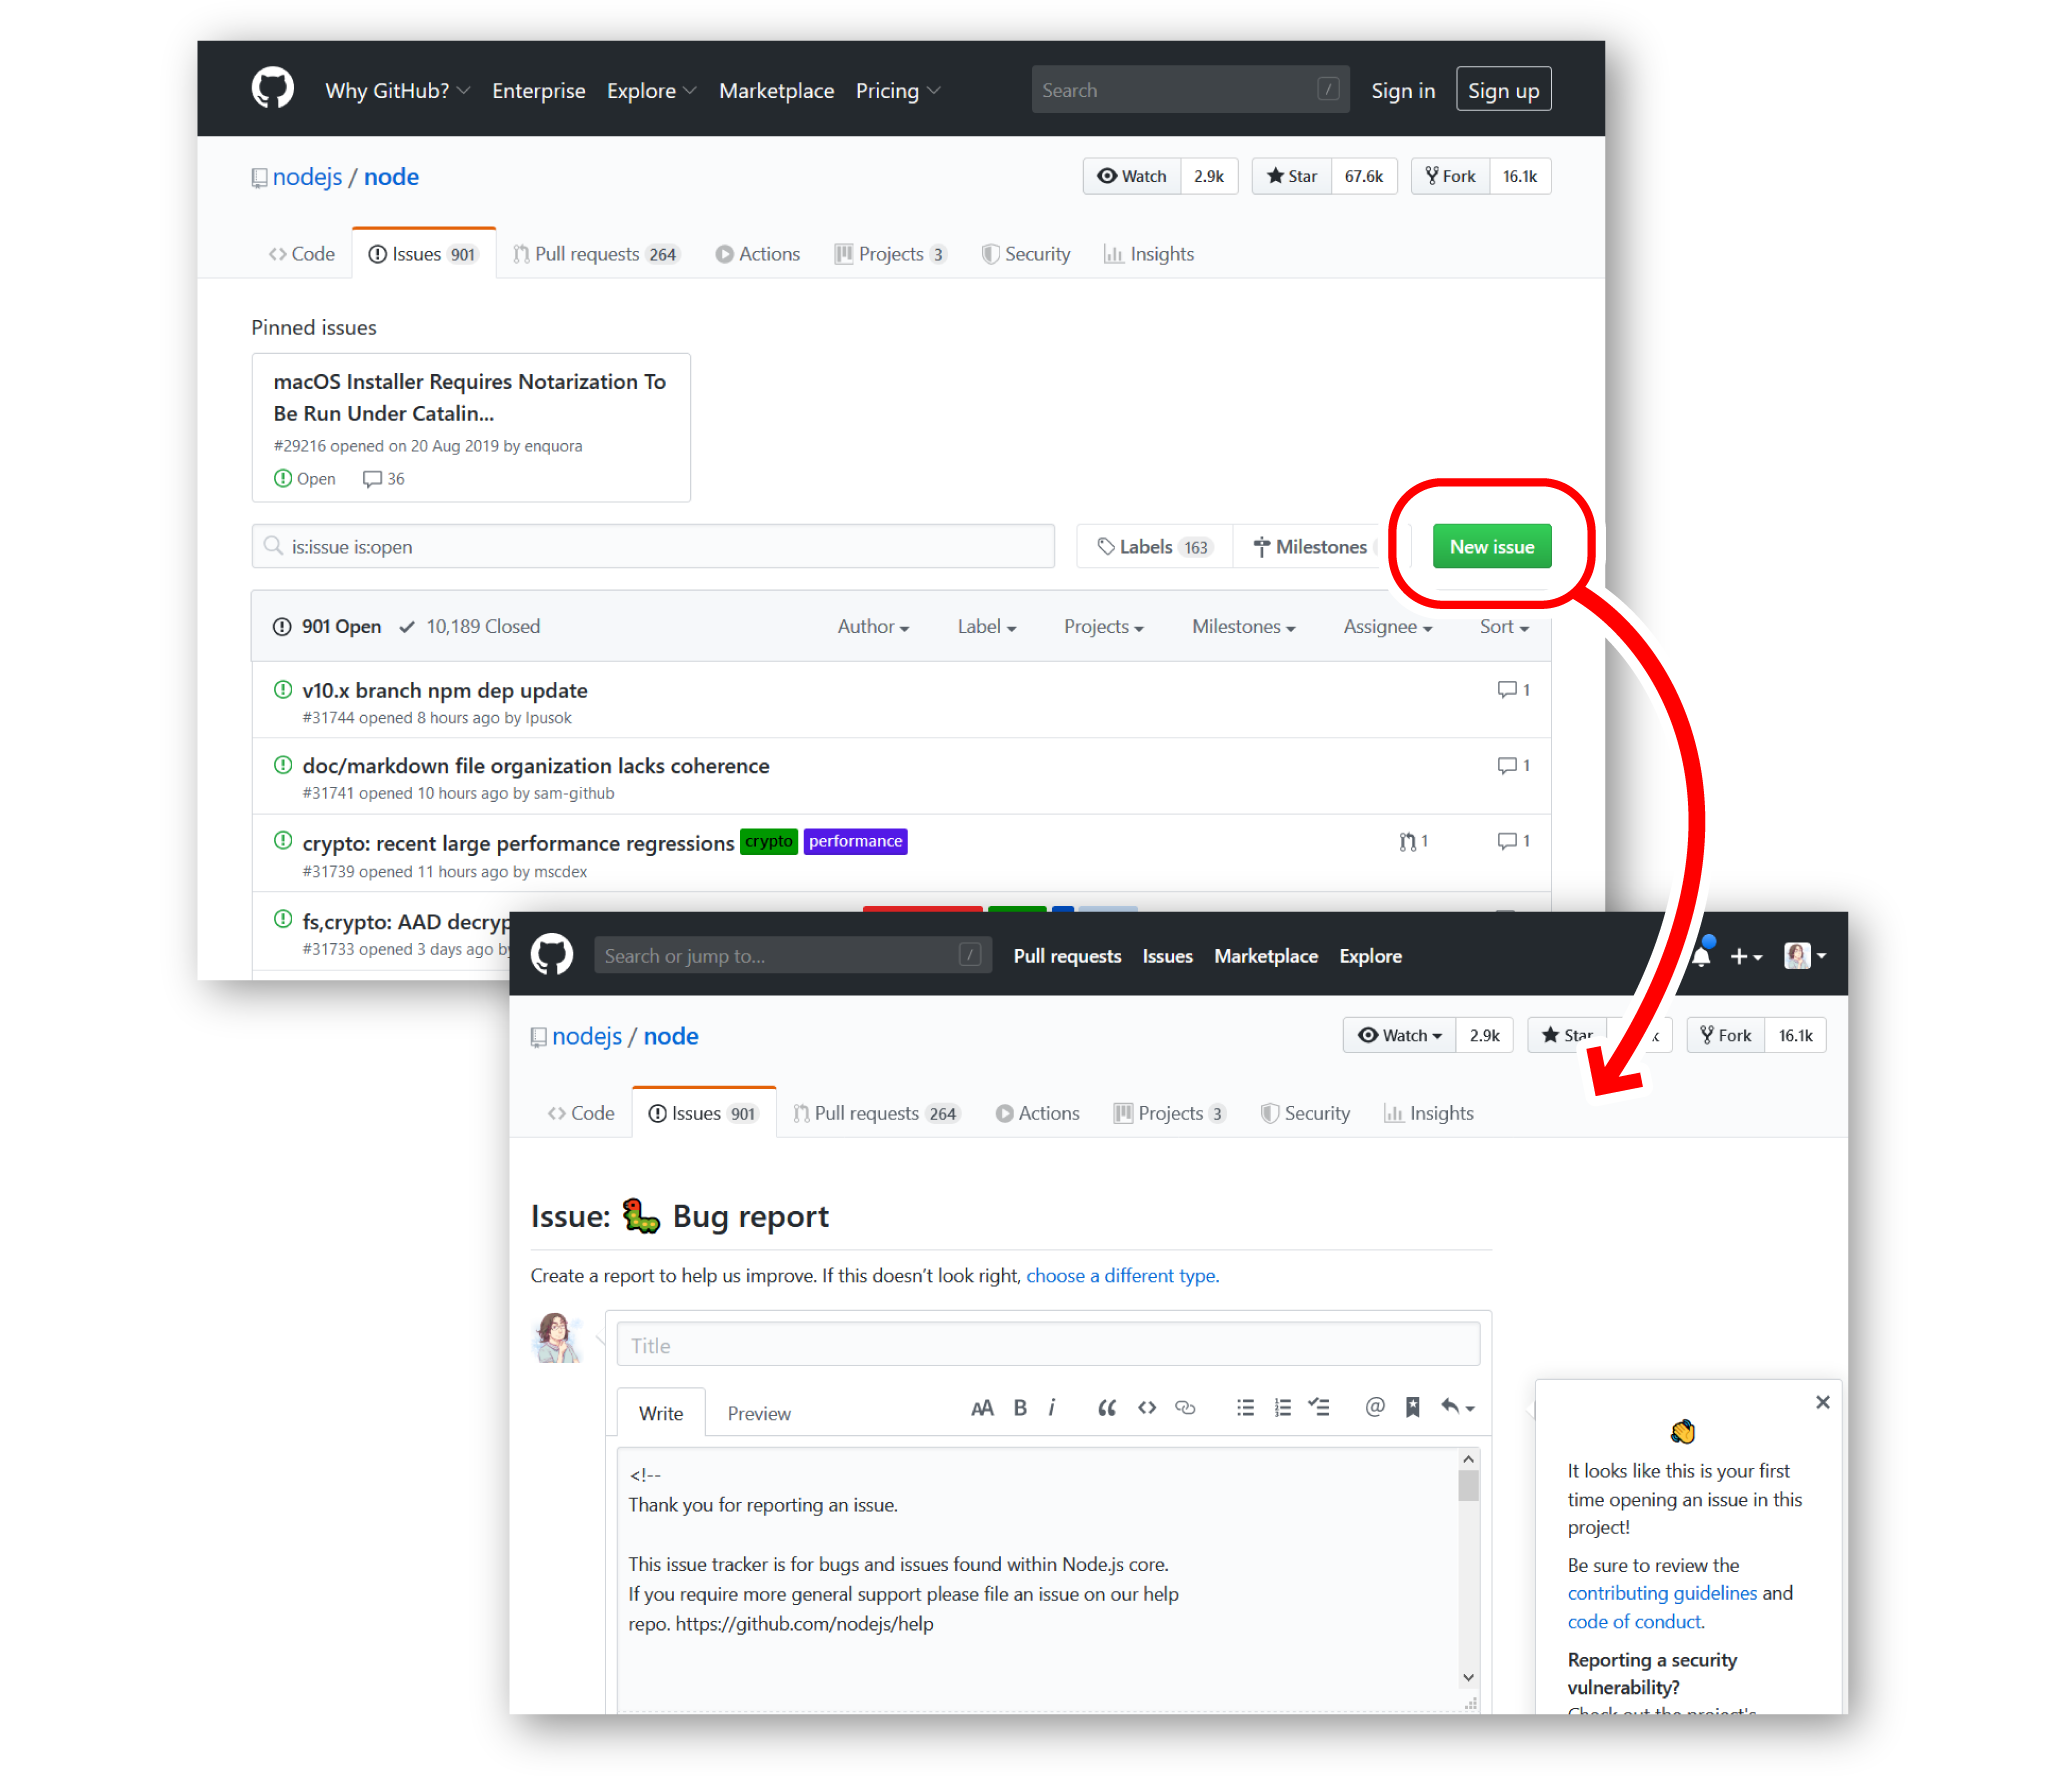 Why GitHub? Enterprise Explore Marketplace Pricing Search / Sign in Sign up
nodejs / node Watch 2.9k Star 67.6k Fork 16.1k
Code Issues 901 Pull requests 264 Actions Projects 3 Security Insights
Pinned issues
macOS Installer Requires Notarization To
Be Run Under Catalin...
#29216 opened on 20 Aug 2019 by enquora
Open 36
is:issue is:open Labels 163 Milestones New issue
901 Open 10,189 Closed Author Label Projects Milestones Assignee Sort
v10.x branch npm dep update 1
#31744 opened 8 hours ago by lpusok
doc/markdown file organization lacks coherence 1
#31741 opened 10 hours ago by sam-github
crypto: recent large performance regressions crypto performance 1 1
#31739 opened 11 hours ago by mscdex
fs,crypto: AAD decryp
#31733 opened 3 days ago by
Search or jump to... / Pull requests Issues Marketplace Explore
nodejs / node Watch 2.9k Star k Fork 16.1k
Code Issues 901 Pull requests 264 Actions Projects 3 Security Insights
Issue: Bug report
Create a report to help us improve. If this doesn't look right, choose a different type.
Title
Write Preview
<!--
Thank you for reporting an issue.
This issue tracker is for bugs and issues found within Node.js core.
If you require more general support please file an issue on our help
repo. https://github.com/nodejs/help
It looks like this is your first
time opening an issue in this
project!
Be sure to review the
contributing guidelines and
code of conduct.
Reporting a security
vulnerability?
Check out the project's